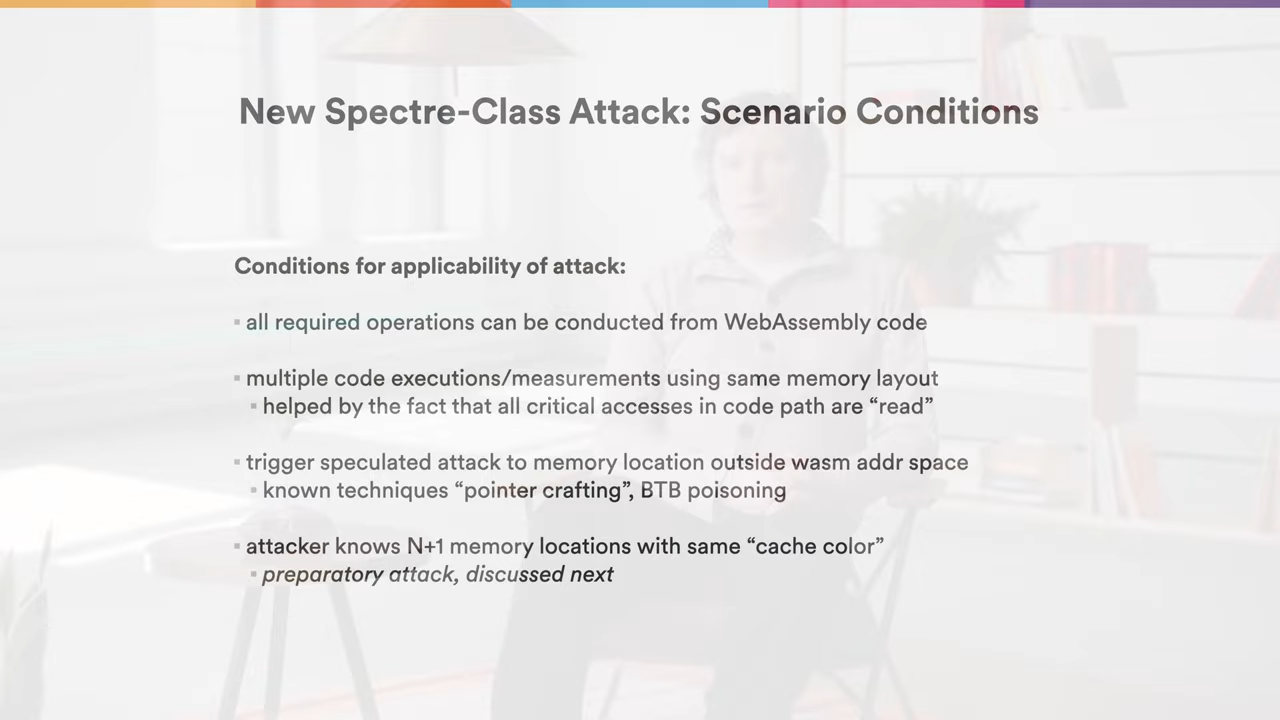 New Spectre-Class Attack: Scenario Conditions
Conditions for applicability of attack:
▪ all required operations can be conducted from WebAssembly code
▪ multiple code executions/measurements using same memory layout
▪ helped by the fact that all critical accesses in code path are “read”
▪ trigger speculated attack to memory location outside wasm addr space
▪ known techniques “pointer crafting”, BTB poisoning
▪ attacker knows N+1 memory locations with same “cache color”
▪ preparatory attack, discussed next